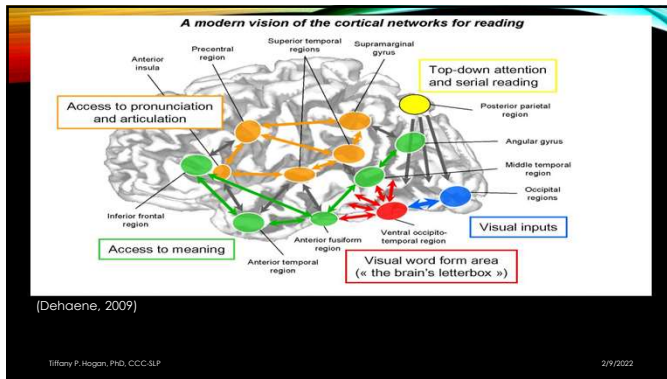 A modern vision of the cortical networks for reading
Superior temporal
regions
Supramarginal
gyrus
Precentral
region
Anterior
insula
Top-down attention
and serial reading
Access to pronunciation
and articulation
Posterior parietal
region
Angular gyrus
Middle temporal
region
Occipital
regions
Inferior frontal
region
Visual inputs
Access to meaning
Anterior fusiform
region
Ventral occipito-
temporal region
Anterior temporal
region
Visual word form area
(« the brain's letterbox »)
(Dehaene, 2009)
Tiffany P. Hogan, PhD, CCC-SLP
2/9/2022